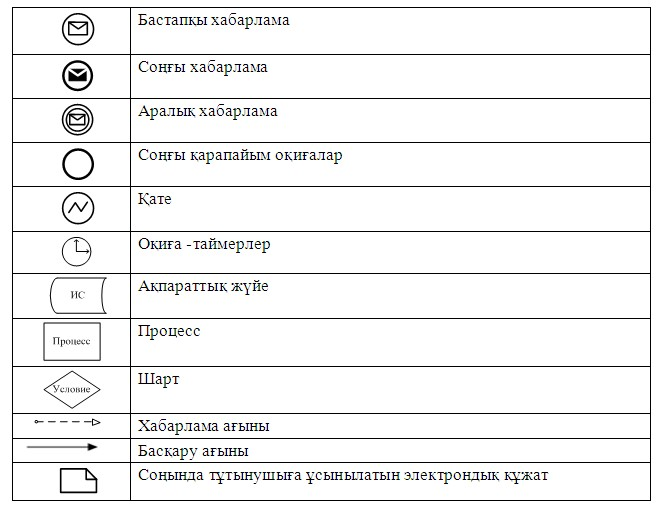 Бастапқы хабарлама
Соңғы хабарлама
Аралық хабарлама
Соңғы қарапайым оқиғалар
Қате
Оқиға -таймерлер
ИС Ақпараттық жүйе
Процесс Процесс
Условие Шарт
Хабарлама ағыны
Басқару ағыны
Соңында тұтынушыға ұсынылатын электрондық құжат